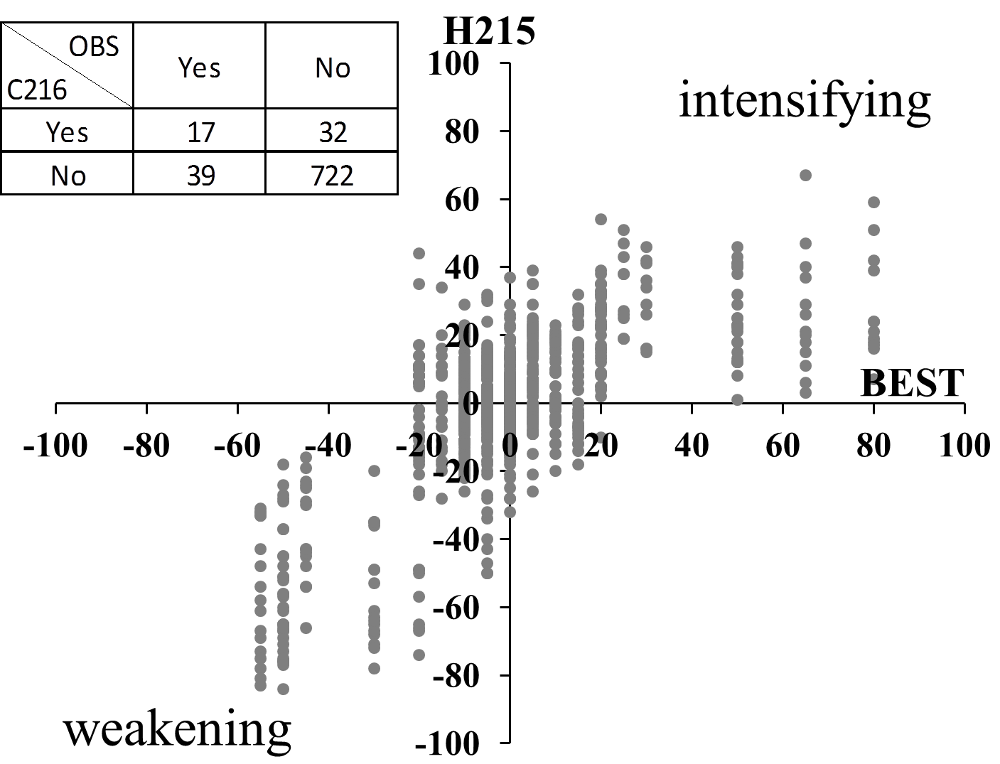 OBS
C216
Yes No
Yes 17 32
No 39 722
H215
100
intensifying
80
60
40
20
BEST
0
-100 -80 -60 -40 -20 0 20 40 60 80 100
-20
-40
-60
-80
weakening
-100